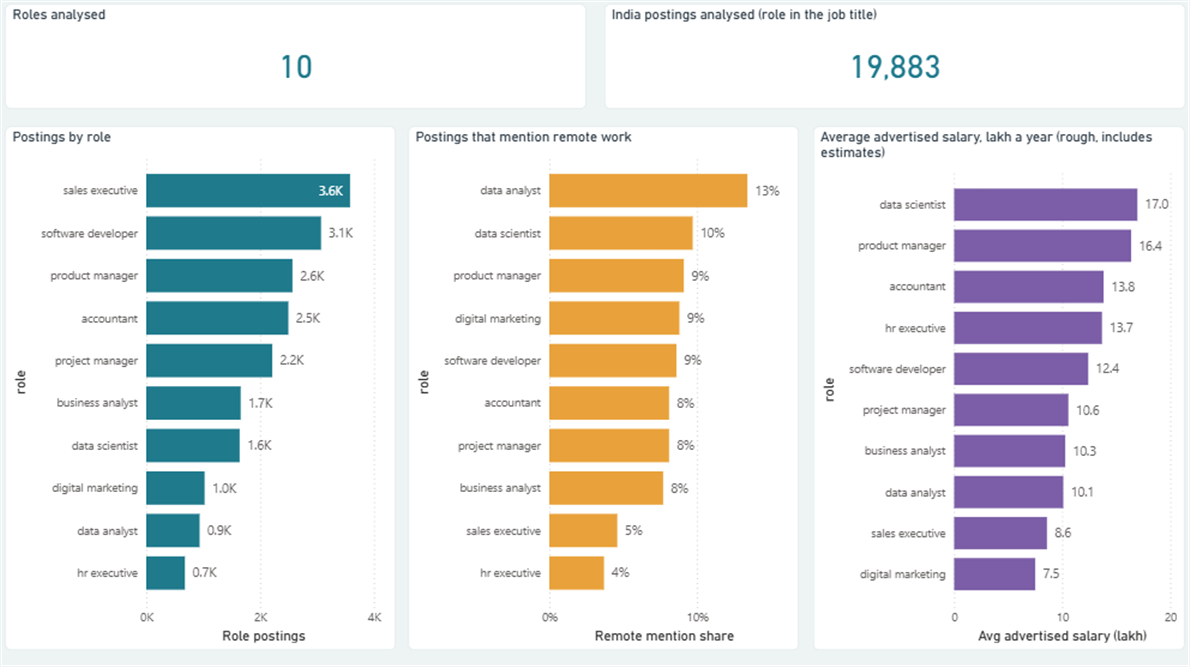 Roles analysed
10
India postings analysed (role in the job title)
19,883
Postings by role
role
sales executive 3.6K
software developer 3.1K
product manager 2.6K
accountant 2.5K
project manager 2.2K
business analyst 1.7K
data scientist 1.6K
digital marketing 1.0K
data analyst 0.9K
hr executive 0.7K
0K 2K 4K
Role postings
Postings that mention remote work
role
data analyst 13%
data scientist 10%
product manager 9%
digital marketing 9%
software developer 9%
accountant 8%
project manager 8%
business analyst 8%
sales executive 5%
hr executive 4%
0% 10%
Remote mention share
Average advertised salary, lakh a year (rough, includes
estimates)
role
data scientist 17.0
product manager 16.4
accountant 13.8
hr executive 13.7
software developer 12.4
project manager 10.6
business analyst 10.3
data analyst 10.1
sales executive 8.6
digital marketing 7.5
0 10 20
Avg advertised salary (lakh)